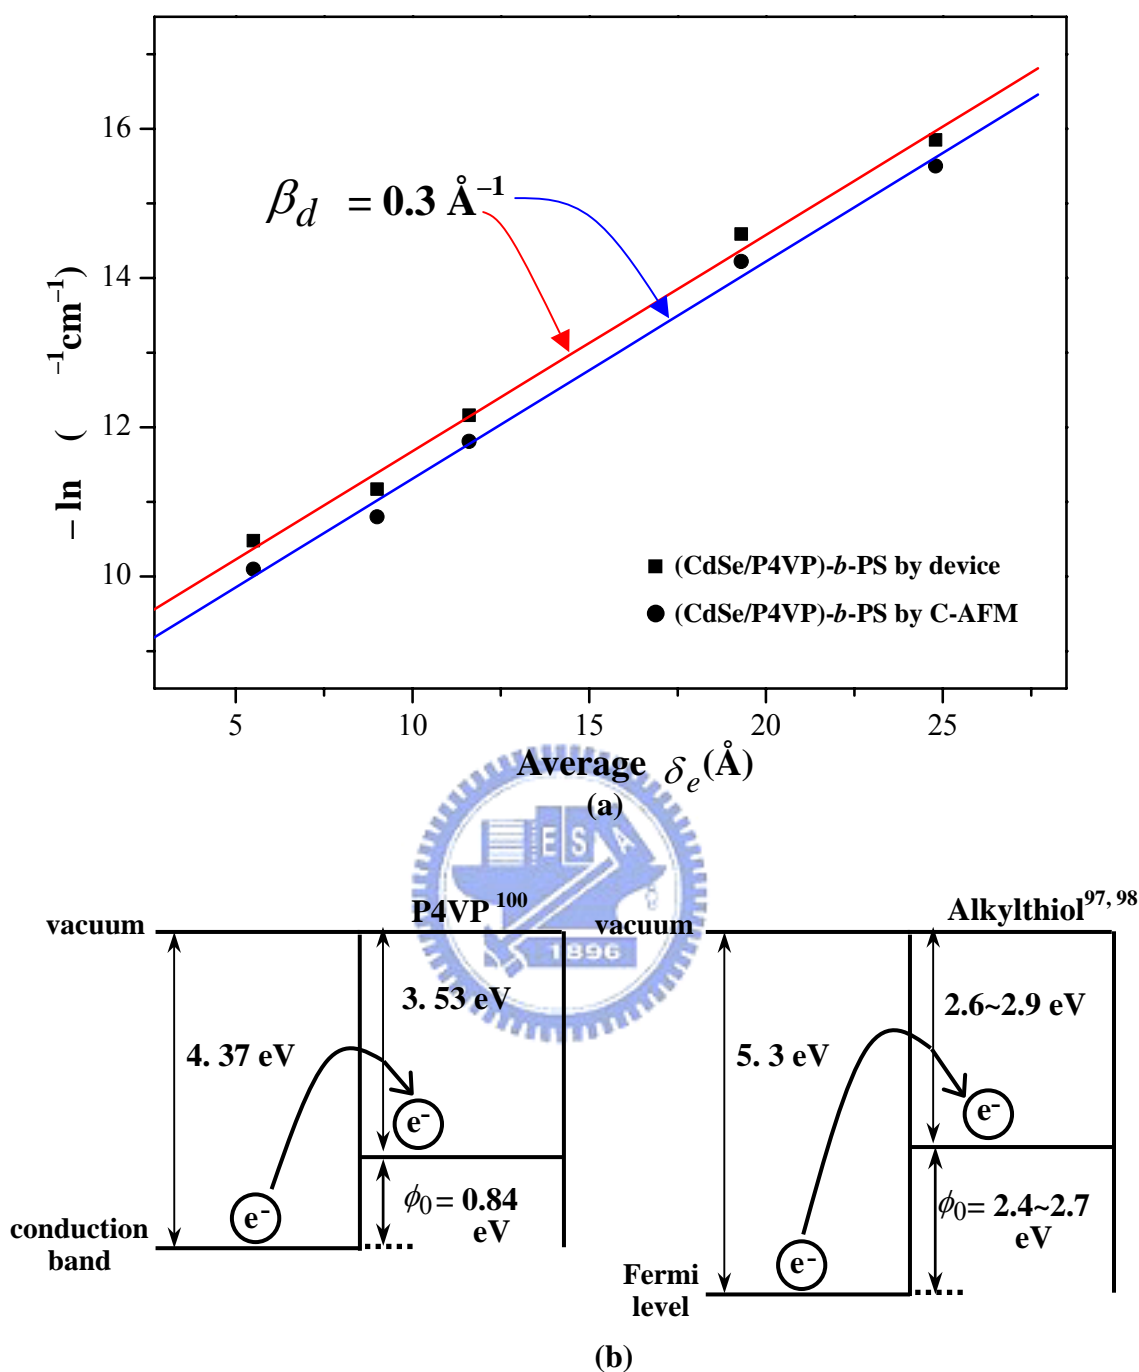 16
14
12
10
– ln ( ⁻¹cm⁻¹)
β_d = 0.3 Å⁻¹
■ (CdSe/P4VP)-b-PS by device
● (CdSe/P4VP)-b-PS by C-AFM
5 10 15 20 25
Average δ_e (Å)
(a)
E S A
1896
P4VP ¹⁰⁰
vacuum
3. 53 eV
4. 37 eV
e⁻
e⁻
ϕ₀ = 0.84
eV
conduction
band
Alkylthiol⁹⁷, ⁹⁸
vacuum
2.6~2.9 eV
5. 3 eV
e⁻
e⁻
ϕ₀ = 2.4~2.7
eV
Fermi
level
(b)